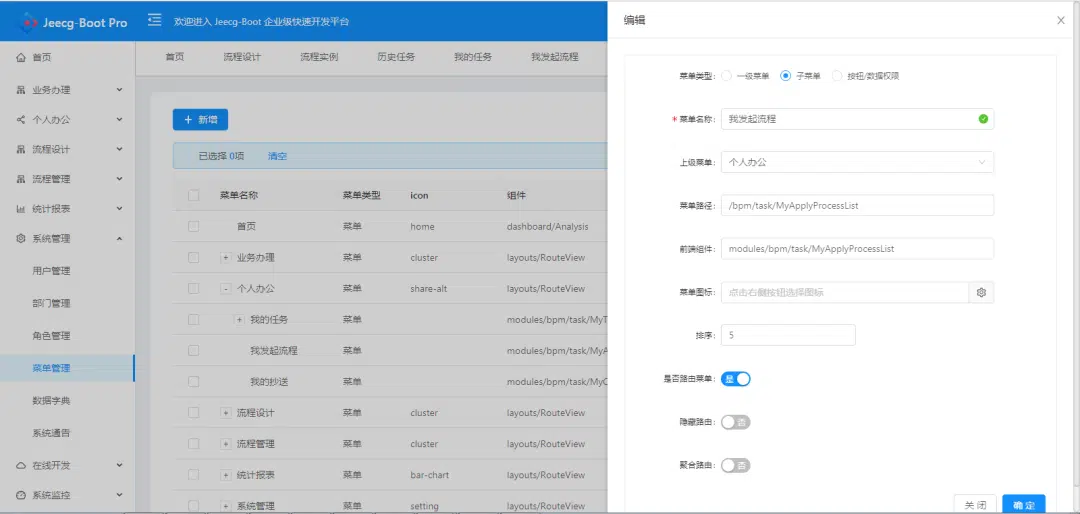 Jeecg-Boot Pro
欢迎进入 Jeecg-Boot 企业级快速开发平台
首页
业务办理
个人办公
流程设计
流程管理
统计报表
系统管理
用户管理
部门管理
角色管理
菜单管理
数据字典
系统通告
在线开发
系统监控
首页 流程设计 流程实例 历史任务 我的任务 我发起流程
+ 新增
已选择 0项 清空
菜单名称 菜单类型 icon 组件
首页 菜单 home dashboard/Analysis
+ 业务办理 菜单 cluster layouts/RouteView
- 个人办公 菜单 share-alt layouts/RouteView
+ 我的任务 菜单 modules/bpm/task/MyT
我发起流程 菜单 modules/bpm/task/MyA
我的抄送 菜单 modules/bpm/task/MyC
+ 流程设计 菜单 cluster layouts/RouteView
+ 流程管理 菜单 cluster layouts/RouteView
+ 统计报表 菜单 bar-chart layouts/RouteView
+ 系统管理 菜单 setting layouts/RouteView
编辑
菜单类型: 一级菜单 子菜单 按钮/数据权限
* 菜单名称: 我发起流程
上级菜单: 个人办公
菜单路径: /bpm/task/MyApplyProcessList
前端组件: modules/bpm/task/MyApplyProcessList
菜单图标: 点击右侧按钮选择图标
排序: 5
是否路由菜单: 是
隐藏路由: 否
聚合路由: 否
关 闭 确 定